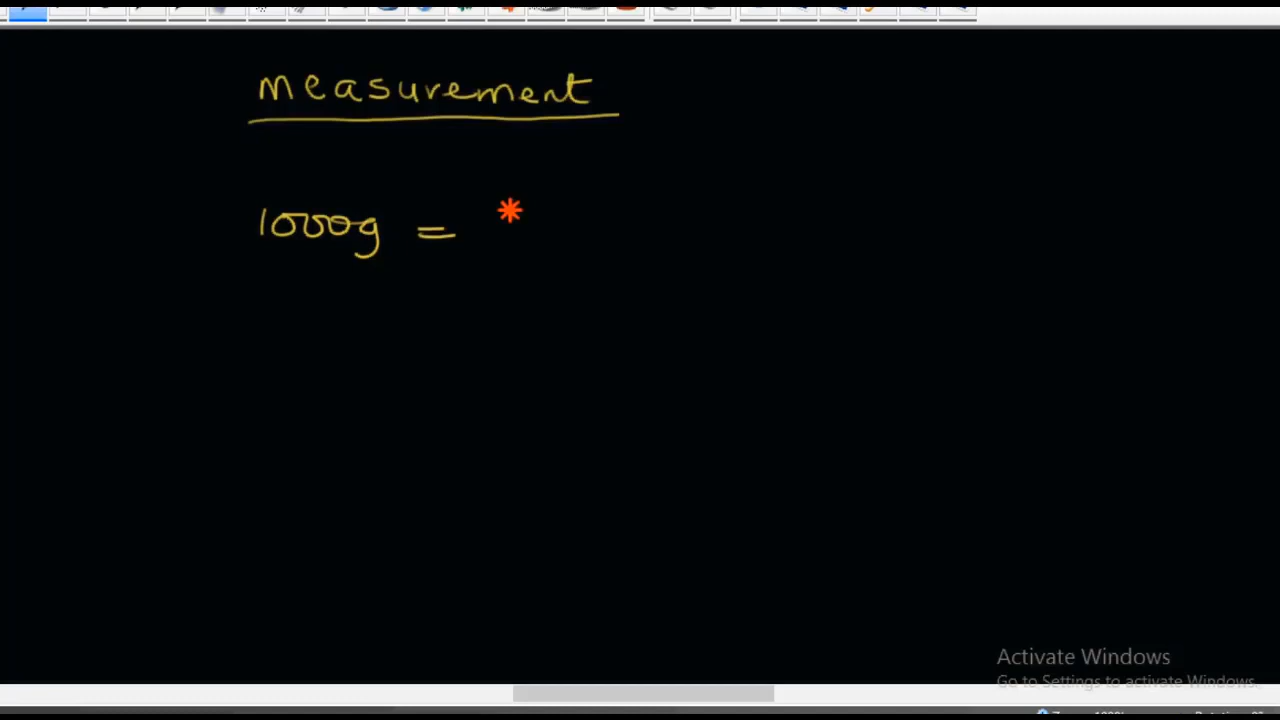 measurement
1000g =
Activate Windows
Go to Settings to activate Windows.